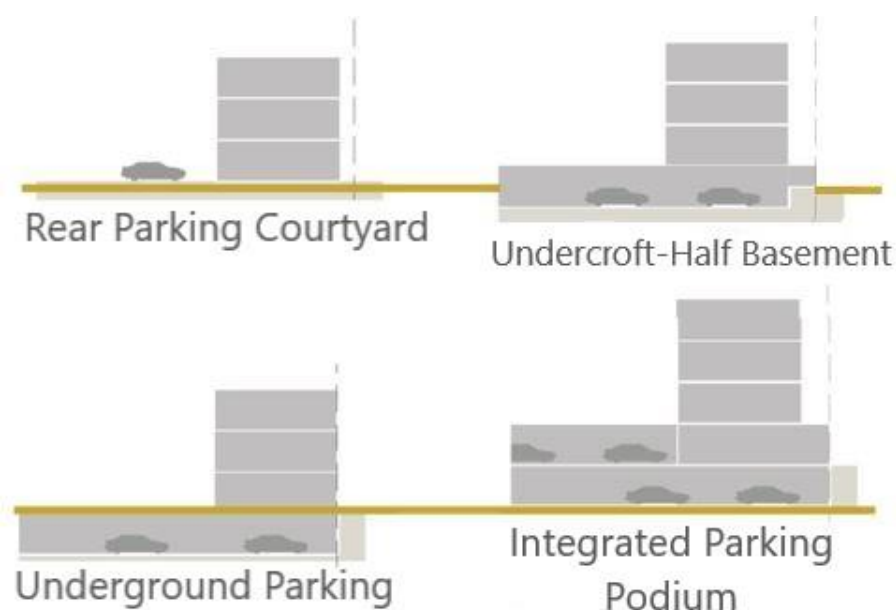 Rear Parking Courtyard
Undercroft-Half Basement
Underground Parking
Integrated Parking
Podium